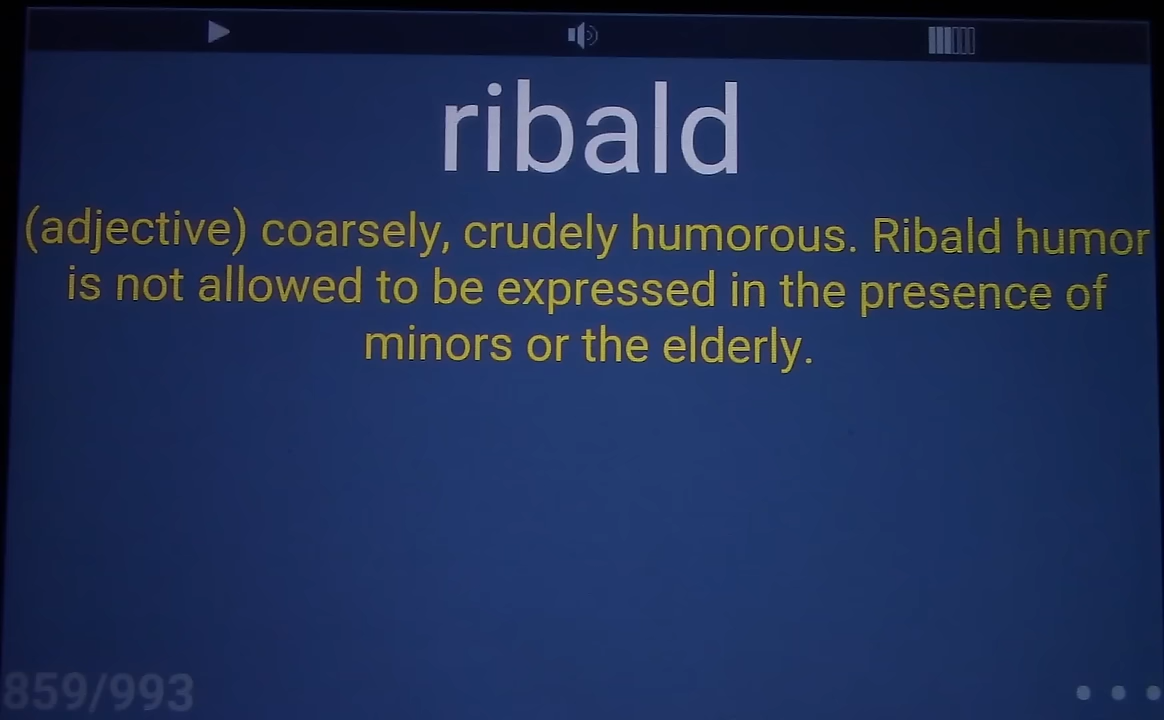 ribald
(adjective) coarsely, crudely humorous. Ribald humor
is not allowed to be expressed in the presence of
minors or the elderly.
859/993